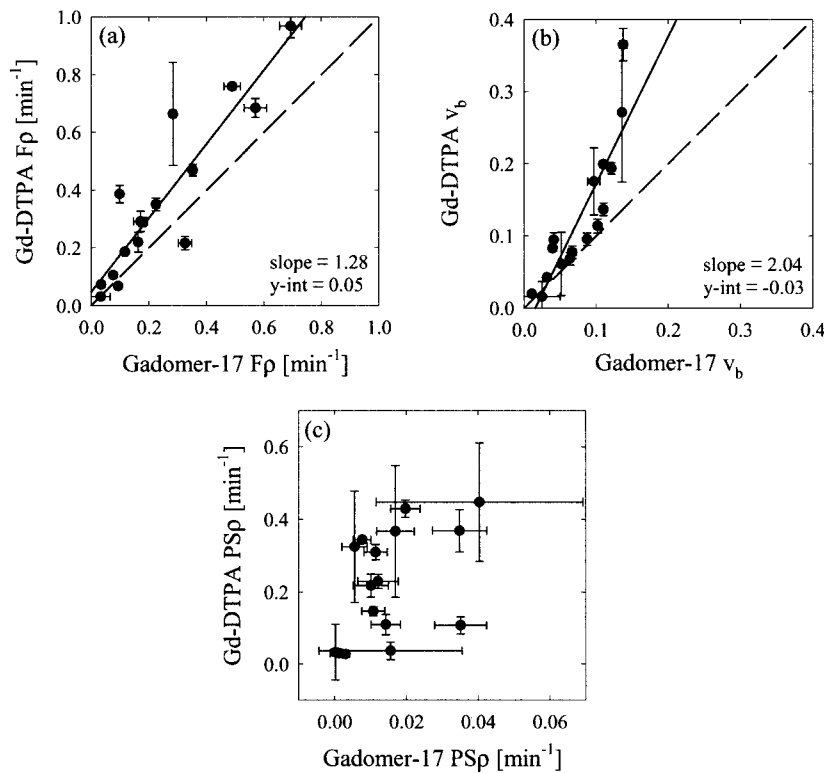 (a)
Gd-DTPA Fρ [min⁻¹]
1.0
0.8
0.6
0.4
0.2
0.0
slope = 1.28
y-int = 0.05
0.0 0.2 0.4 0.6 0.8 1.0
Gadomer-17 Fρ [min⁻¹]
(b)
Gd-DTPA v_b
0.4
0.3
0.2
0.1
0.0
slope = 2.04
y-int = -0.03
0.0 0.1 0.2 0.3 0.4
Gadomer-17 v_b
(c)
Gd-DTPA PSρ [min⁻¹]
0.6
0.4
0.2
0.0
0.00 0.02 0.04 0.06
Gadomer-17 PSρ [min⁻¹]